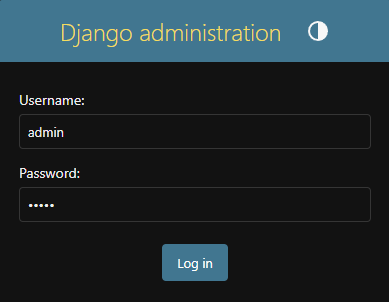 Django administration
Username:
admin
Password:
•••••
Log in